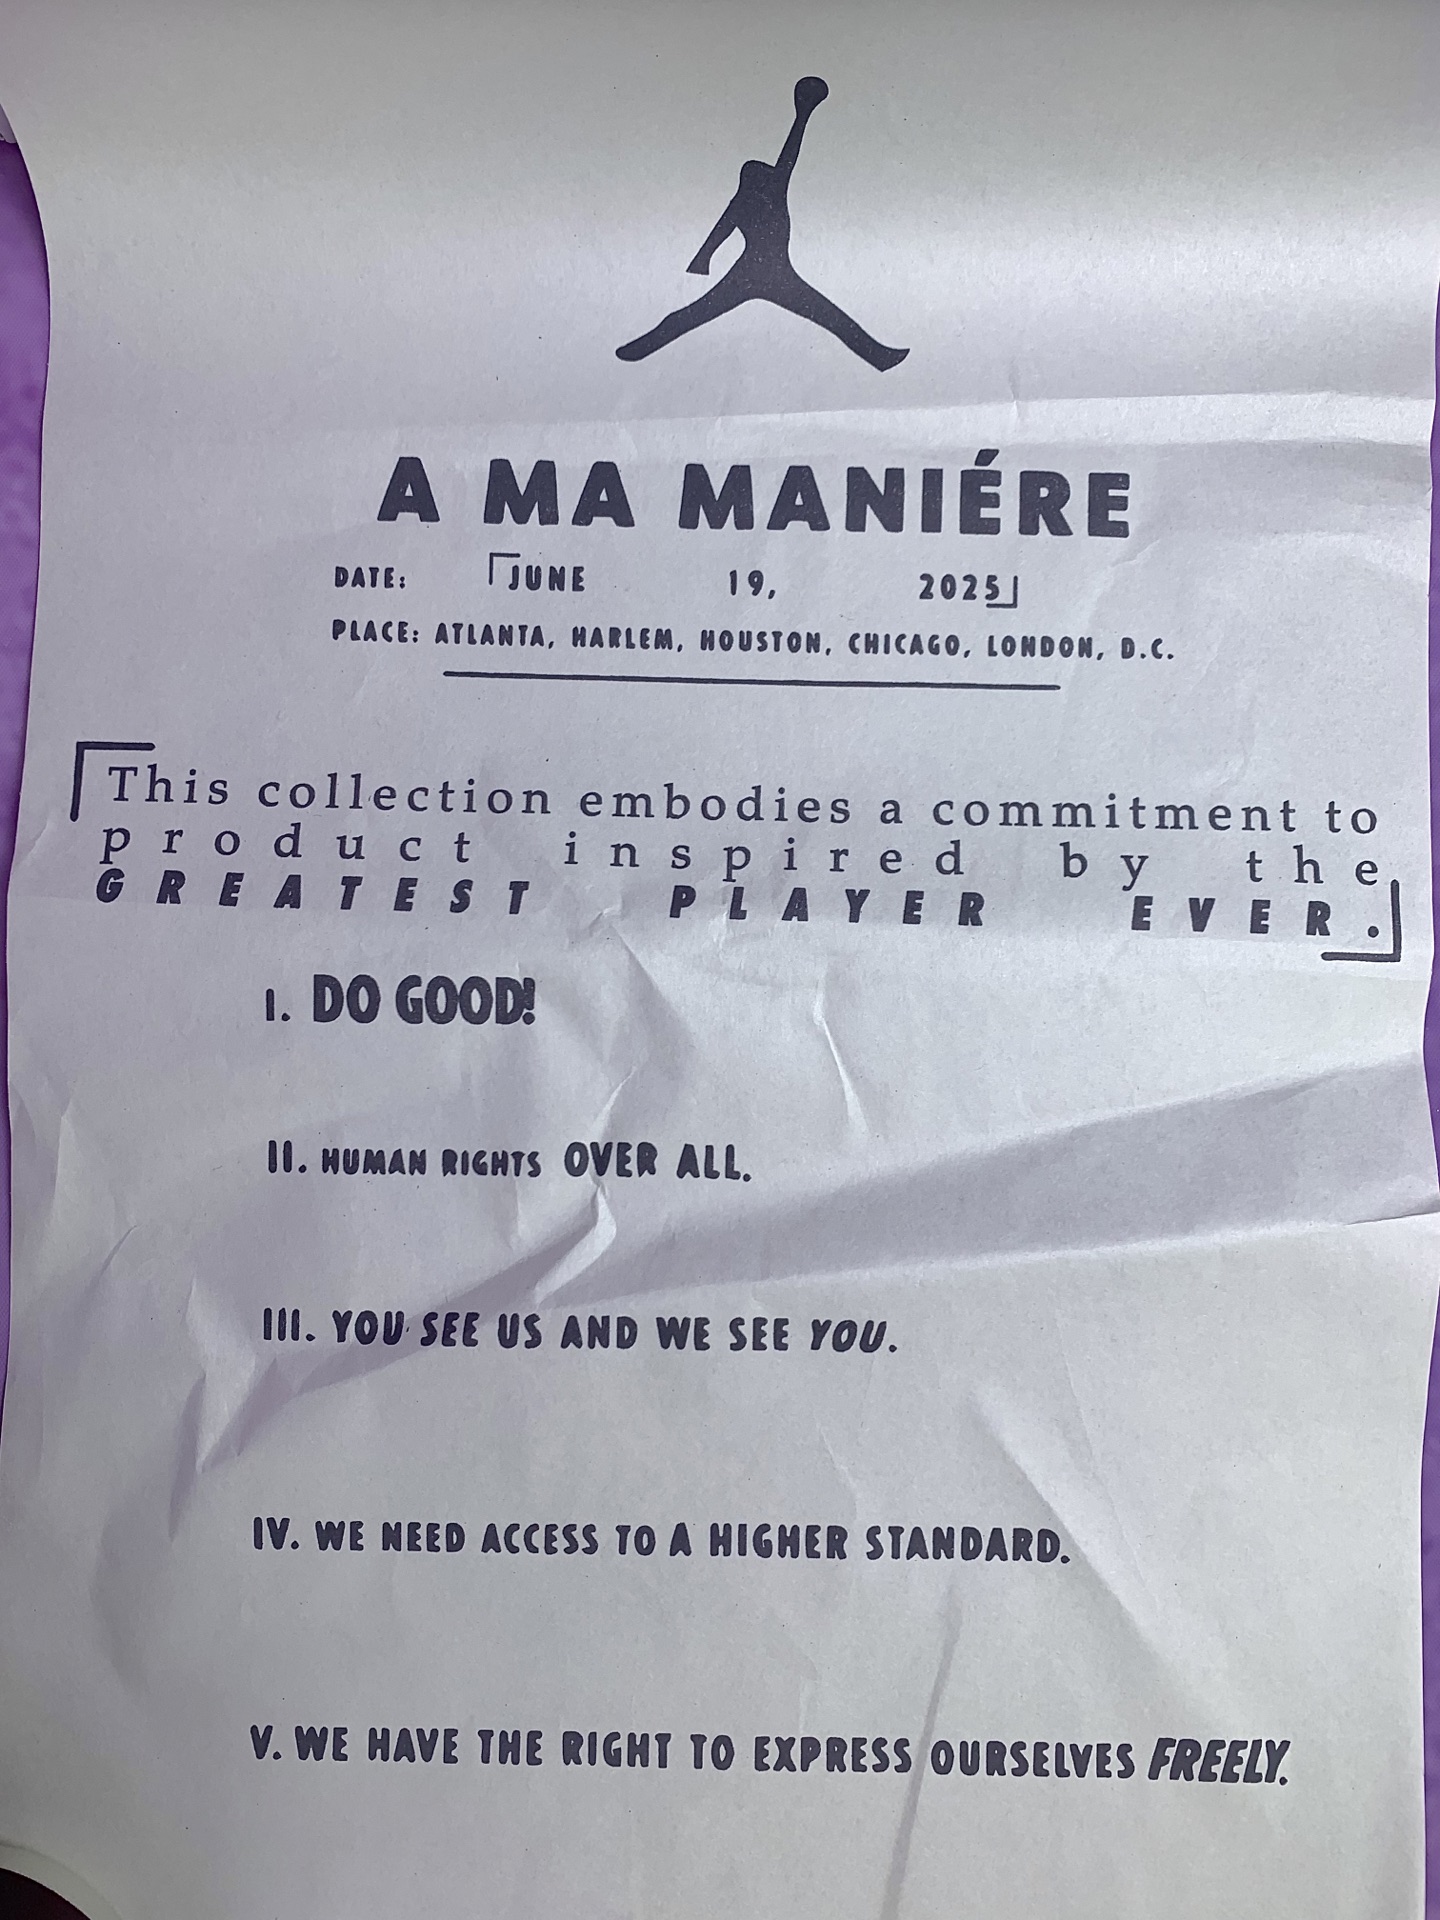 A MA MANIÉRE
DATE: 「JUNE 19, 2025」
PLACE: ATLANTA, HARLEM, HOUSTON, CHICAGO, LONDON, D.C.
「This collection embodies a commitment to
product inspired by the
GREATEST PLAYER EVER.」
I. DO GOOD!
II. HUMAN RIGHTS OVER ALL.
III. YOU SEE US AND WE SEE YOU.
IV. WE NEED ACCESS TO A HIGHER STANDARD.
V. WE HAVE THE RIGHT TO EXPRESS OURSELVES FREELY.